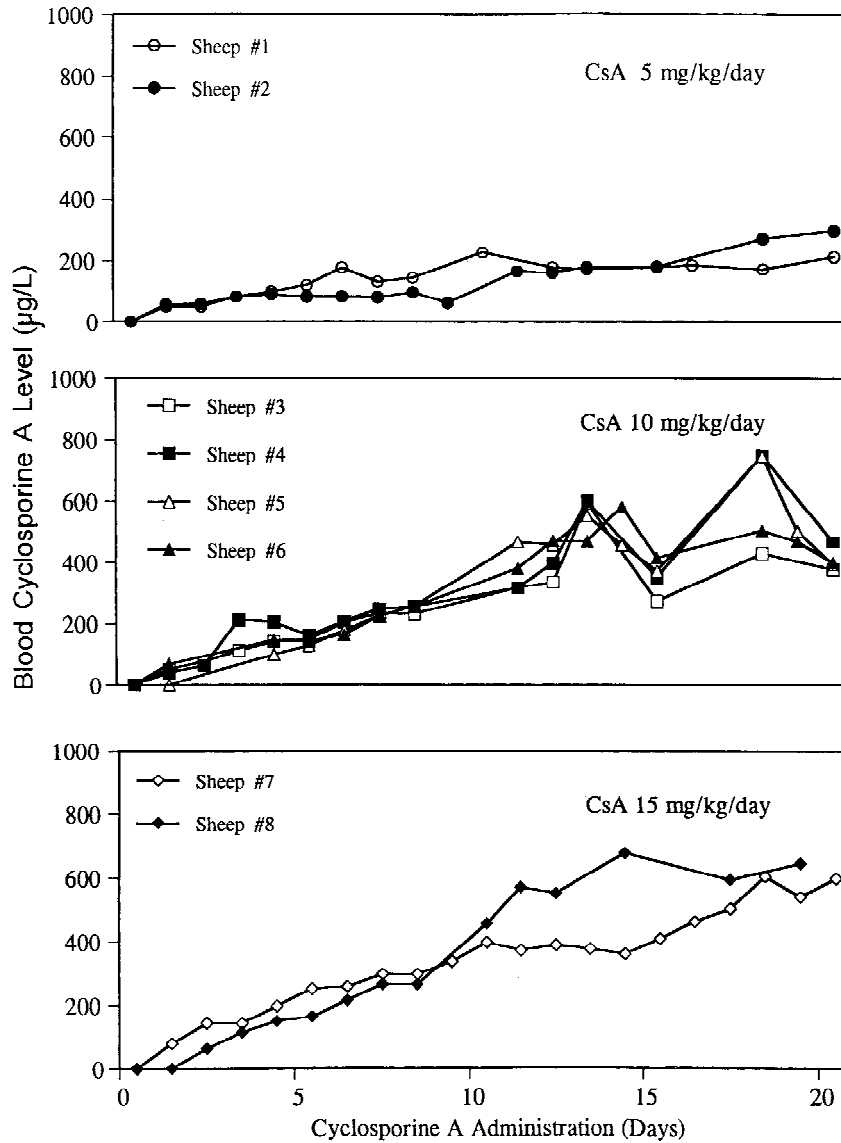 Blood Cyclosporine A Level (µg/L)
1000
800
600
400
200
0
Sheep #1
Sheep #2
CsA 5 mg/kg/day
1000
800
600
400
200
0
Sheep #3
Sheep #4
Sheep #5
Sheep #6
CsA 10 mg/kg/day
1000
800
600
400
200
0
Sheep #7
Sheep #8
CsA 15 mg/kg/day
0 5 10 15 20
Cyclosporine A Administration (Days)